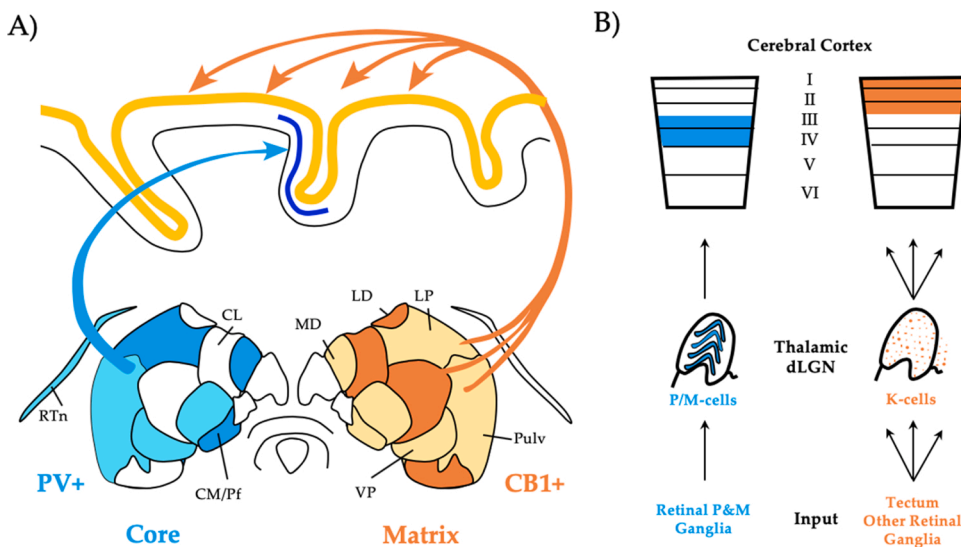 A)
B)
Cerebral Cortex
I
II
III
IV
V
VI
LD
LP
CL
MD
RTn
Pulv
CM/Pf
VP
PV+
CB1+
Core
Matrix
Thalamic
dLGN
P/M-cells
K-cells
Retinal P&M
Ganglia
Input
Tectum
Other Retinal
Ganglia